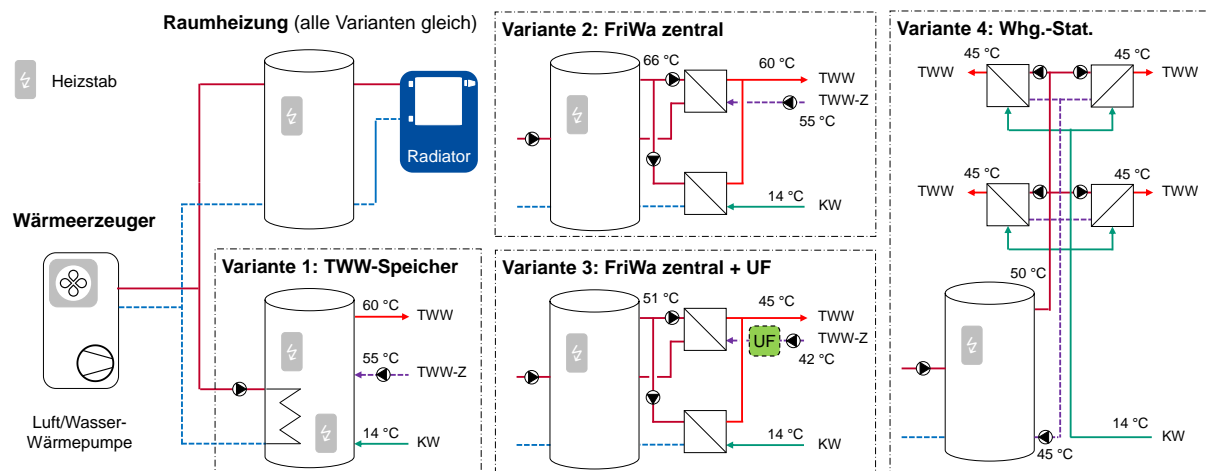 Raumheizung (alle Varianten gleich)
Heizstab
Radiator
Wärmeerzeuger
Luft/Wasser-
Wärmepumpe
Variante 1: TWW-Speicher
60 °C
TWW
55 °C
TWW-Z
14 °C
KW
Variante 2: FriWa zentral
66 °C
60 °C
TWW
TWW-Z
55 °C
14 °C
KW
Variante 3: FriWa zentral + UF
51 °C
45 °C
TWW
TWW-Z
UF
42 °C
14 °C
KW
Variante 4: Whg.-Stat.
45 °C
45 °C
TWW
TWW
45 °C
45 °C
TWW
TWW
50 °C
14 °C
KW
45 °C